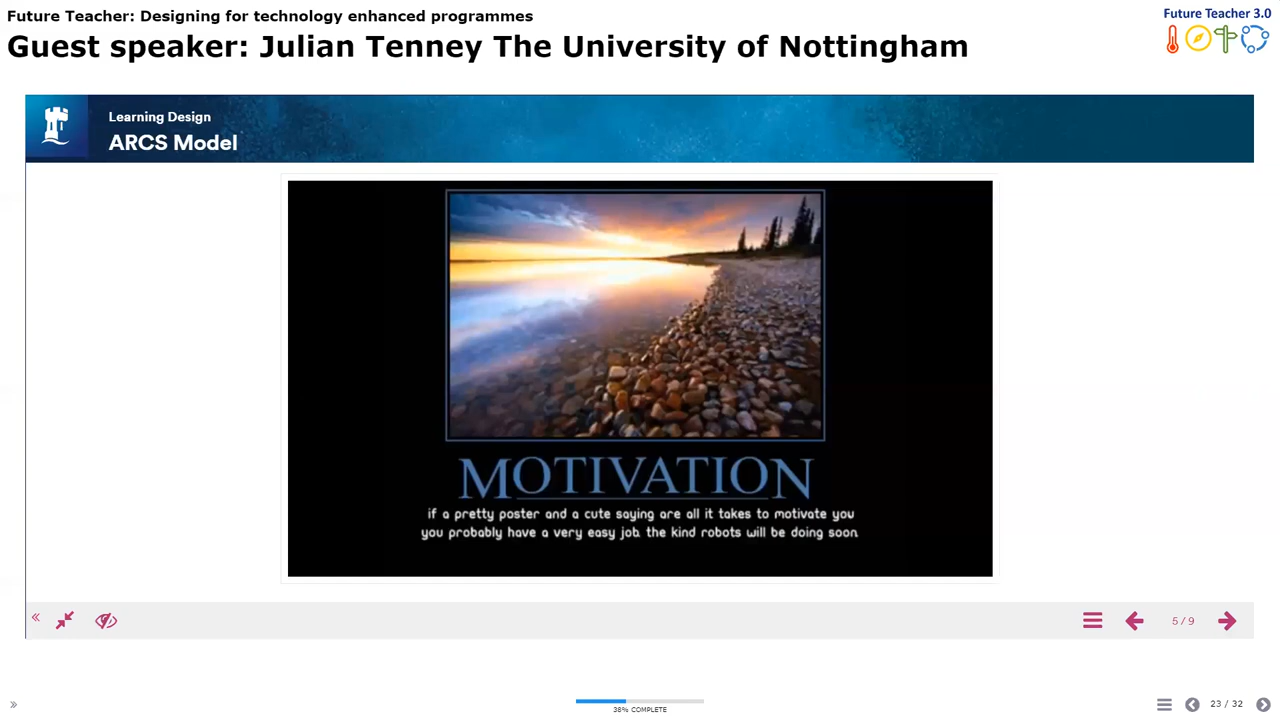 Future Teacher: Designing for technology enhanced programmes
Guest speaker: Julian Tenney The University of Nottingham
Future Teacher 3.0
Learning Design
ARCS Model
MOTIVATION
if a pretty poster and a cute saying are all it takes to motivate you
you probably have a very easy job. the kind robots will be doing soon.
5 / 9
38% COMPLETE
23 / 32